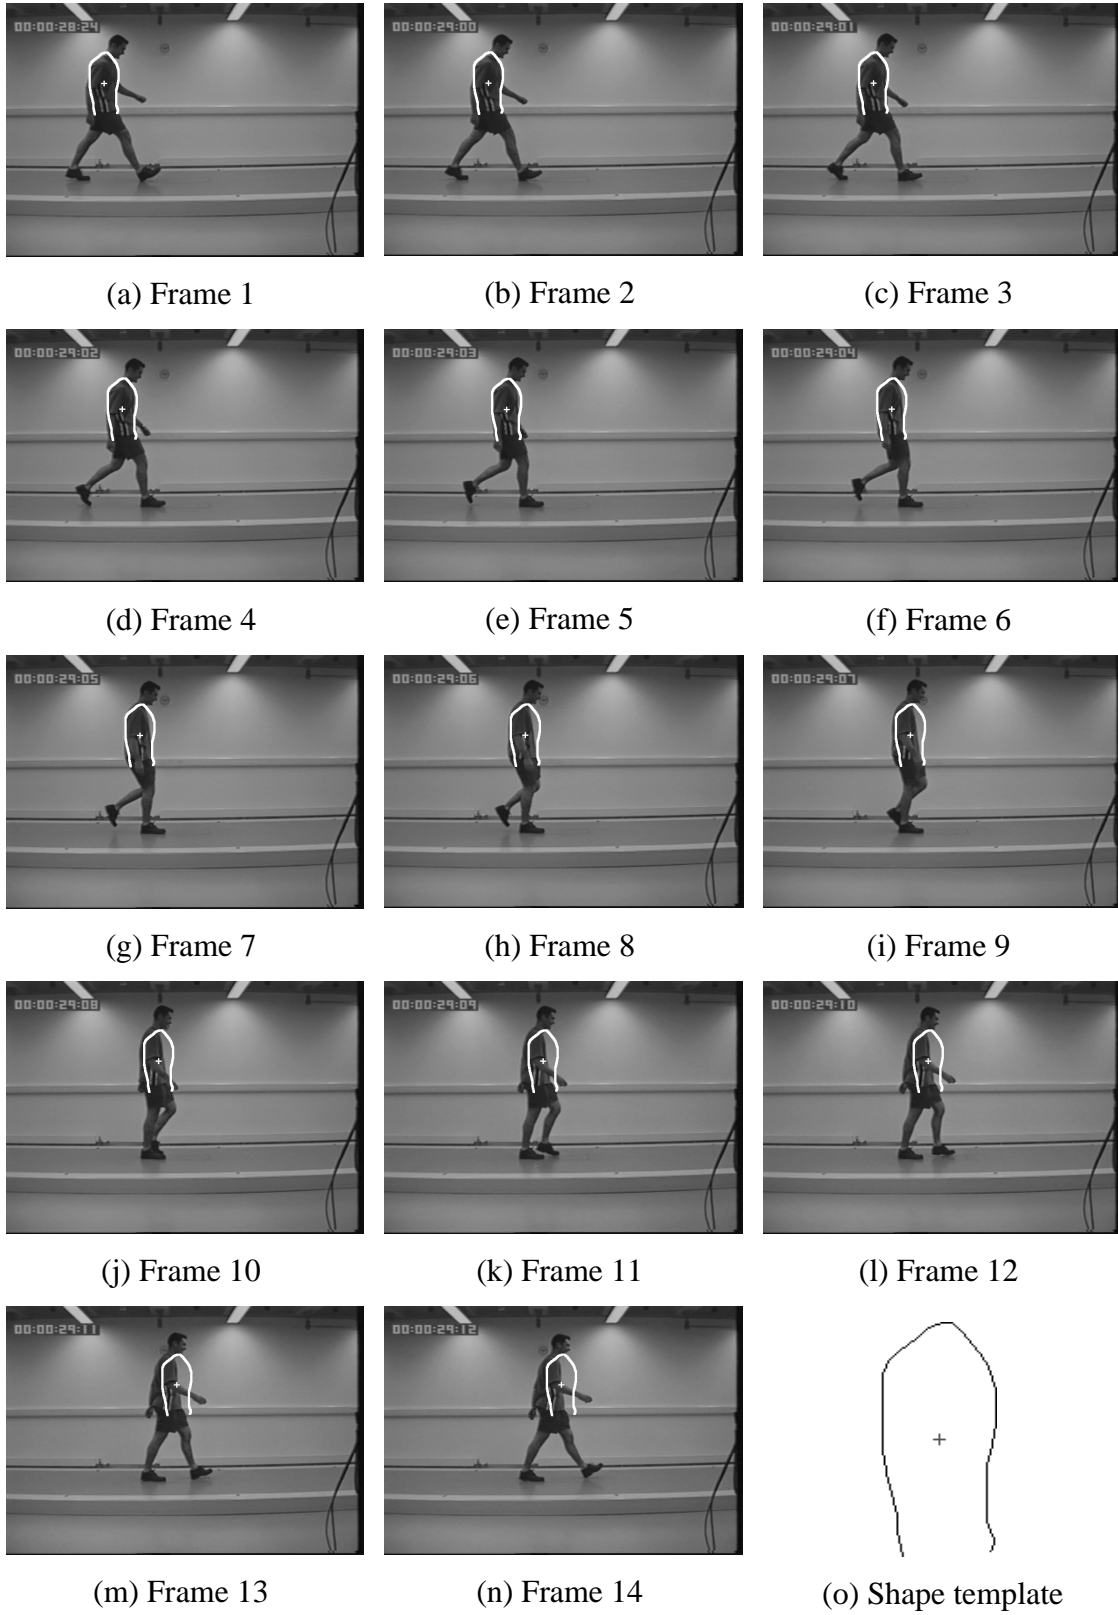 00:00:28:24
00:00:29:00
00:00:29:01
(a) Frame 1
(b) Frame 2
(c) Frame 3
00:00:29:02
00:00:29:03
00:00:29:04
(d) Frame 4
(e) Frame 5
(f) Frame 6
00:00:29:05
00:00:29:06
00:00:29:07
(g) Frame 7
(h) Frame 8
(i) Frame 9
00:00:29:08
00:00:29:09
00:00:29:10
(j) Frame 10
(k) Frame 11
(l) Frame 12
00:00:29:11
00:00:29:12
(m) Frame 13
(n) Frame 14
(o) Shape template